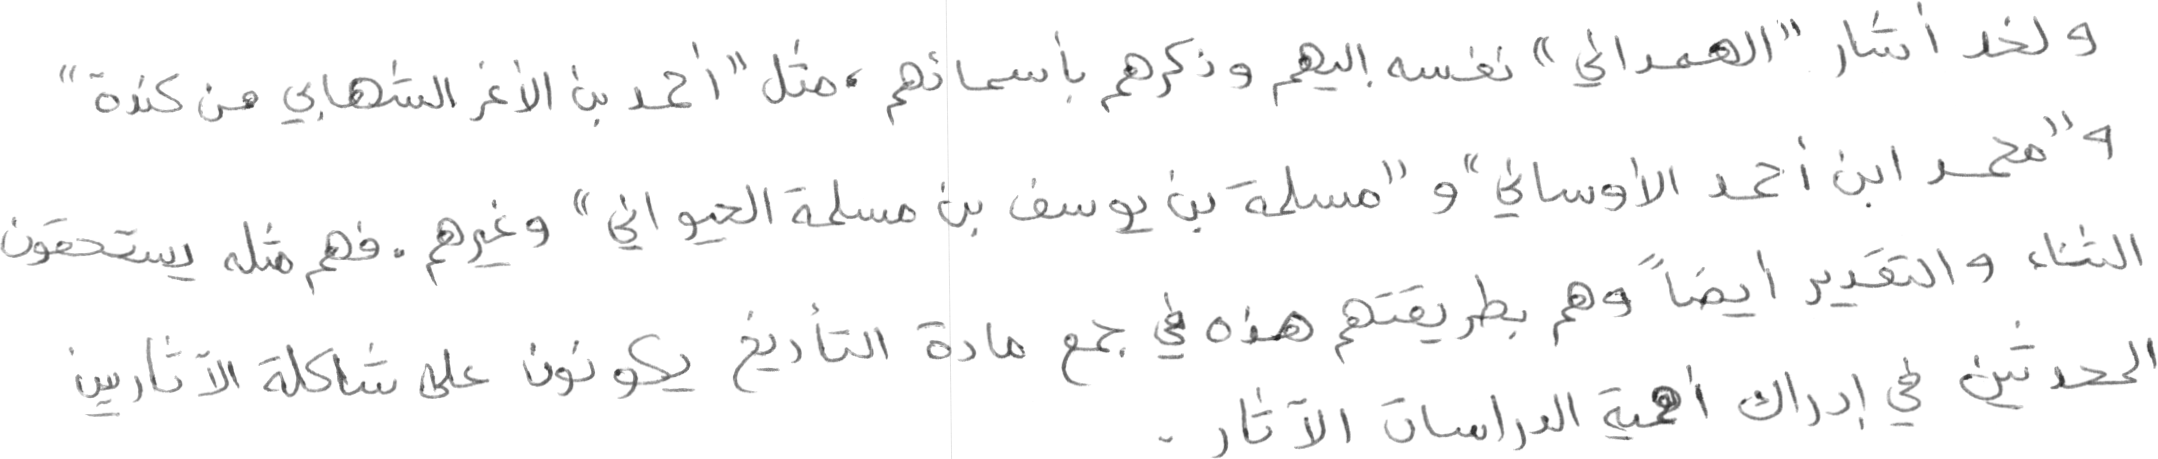 ولقد أشار "الهمداني" نفسه إليهم وذكرهم بأسمائهم، مثل "أحمد بن الأغر الشهابي من كندة"
و"محمد ابن أحمد الأوساني" و "مسلمة بن يوسف بن مسلمة الحيواني" وغيرهم. فهم مثله يستحقون
الثناء والتقدير أيضاً وهم بطريقتهم هذه في جمع مادة التأريخ يكونون على شاكلة الآثاريين
المحدثين في إدراك أهمية الدراسات الآثار.